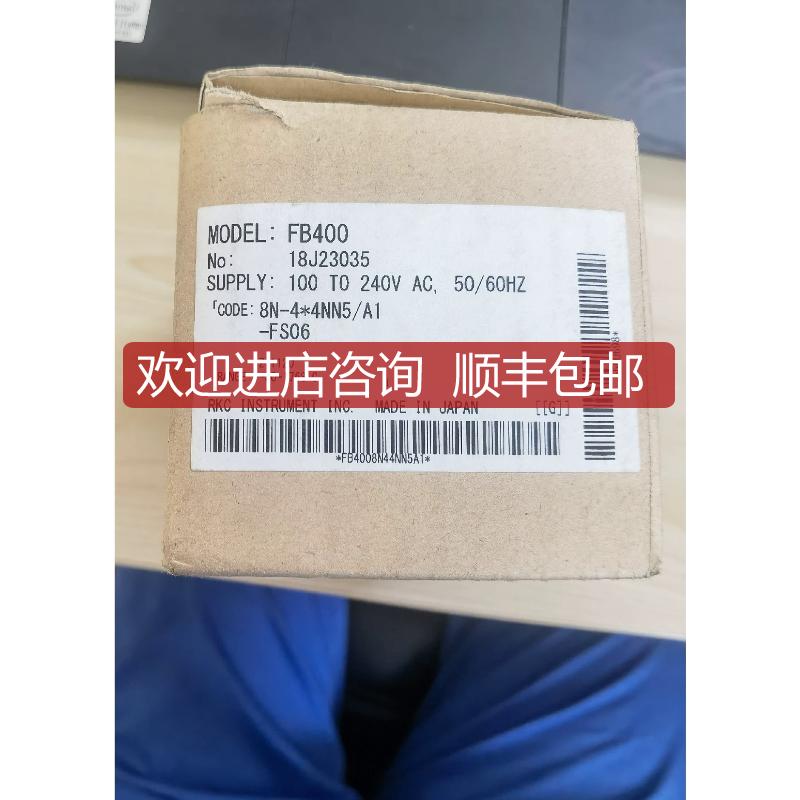 MODEL: FB400
No: 18J23035
SUPPLY: 100 TO 240V AC, 50/60HZ
「CODE: 8N-4*4NN5/A1
-FS06
欢迎进店咨询 顺丰包邮
RKC INSTRUMENT INC. MADE IN JAPAN [[G]]
*FB4008N44NN5A1*